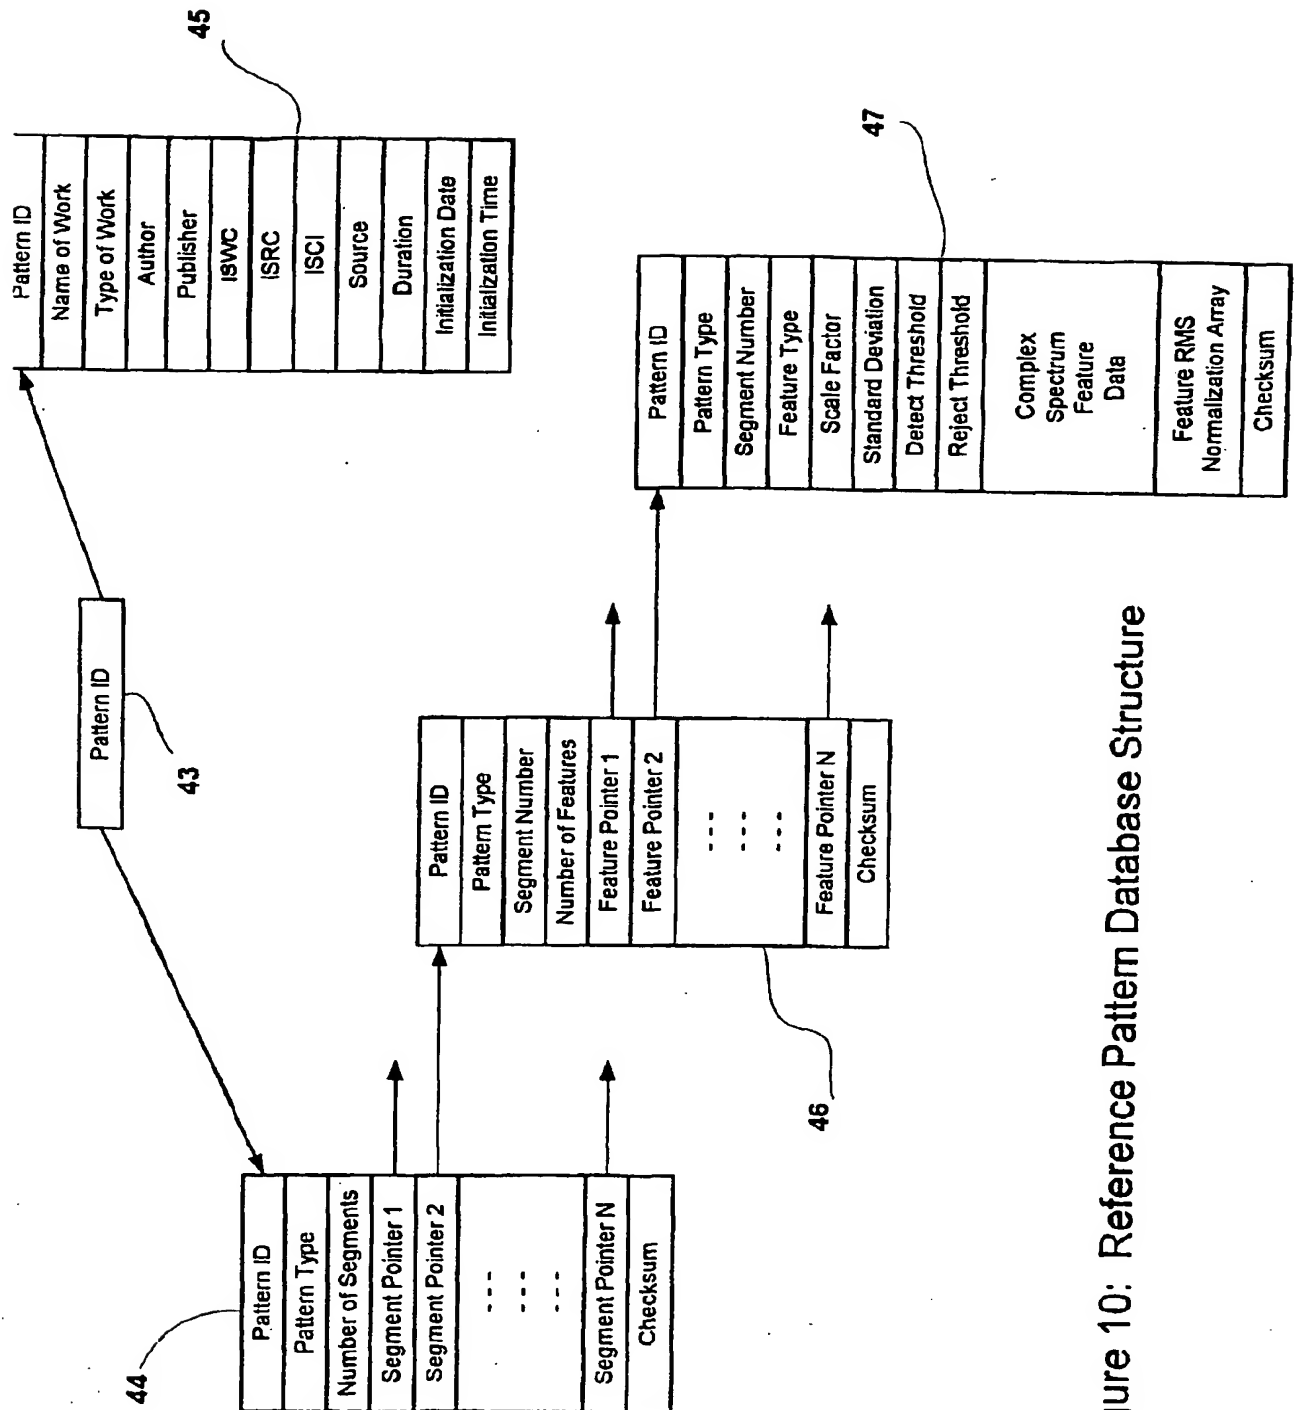 43
Pattern ID
44
Pattern ID
Pattern Type
Number of Segments
Segment Pointer 1
Segment Pointer 2
- - -
- - -
- - -
Segment Pointer N
Checksum
45
Pattern ID
Name of Work
Type of Work
Author
Publisher
ISWC
ISRC
ISCI
Source
Duration
Initialization Date
Initialization Time
46
Pattern ID
Pattern Type
Segment Number
Number of Features
Feature Pointer 1
Feature Pointer 2
- - -
- - -
- - -
Feature Pointer N
Checksum
47
Pattern ID
Pattern Type
Segment Number
Feature Type
Scale Factor
Standard Deviation
Detect Threshold
Reject Threshold
Complex
Spectrum
Feature
Data
Feature RMS
Normalization Array
Checksum
gure 10: Reference Pattern Database Structure